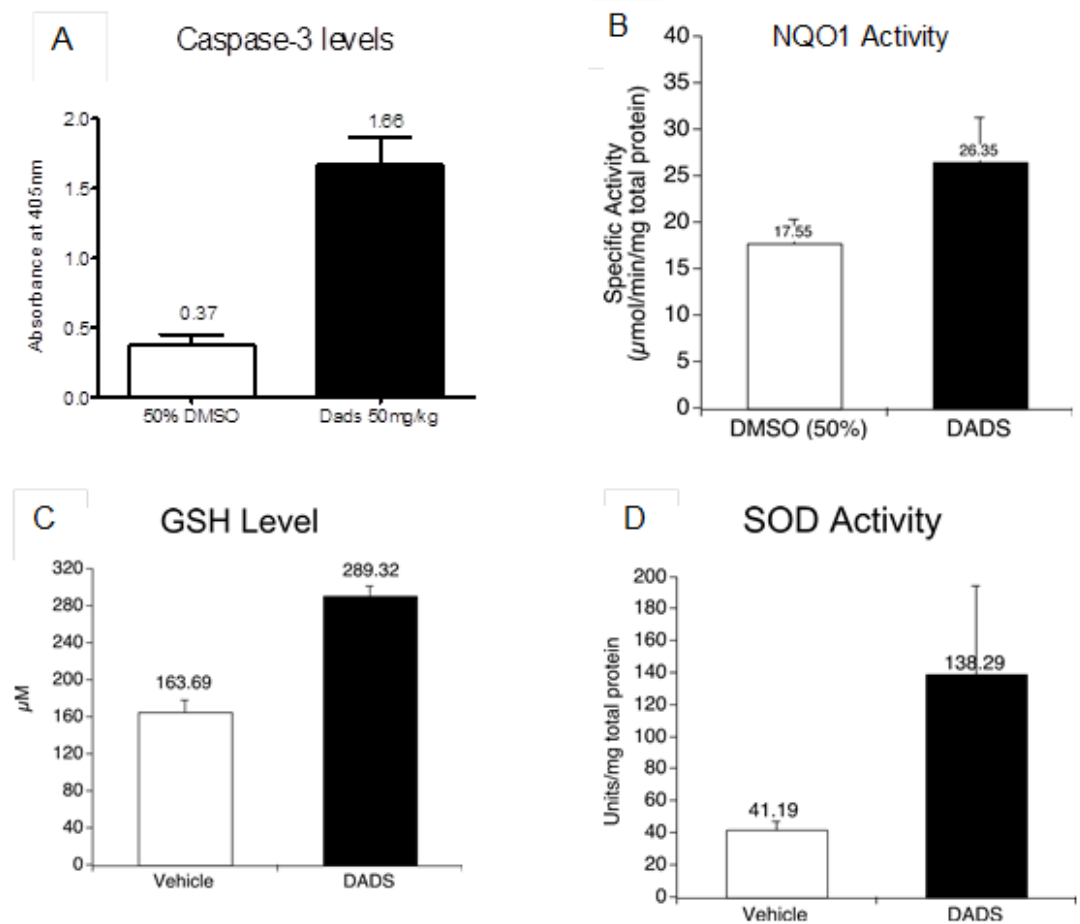 A
Caspase-3 levels
Absorbance at 405nm
2.0
1.5
1.0
0.5
0.0
0.37
1.66
50% DMSO
Dads 50mg/kg
B
NQO1 Activity
Specific Activity
(µmol/min/mg total protein)
40
35
30
25
20
15
10
5
0
17.55
26.35
DMSO (50%)
DADS
C
GSH Level
µM
320
280
240
200
160
120
80
40
0
163.69
289.32
Vehicle
DADS
D
SOD Activity
Units/mg total protein
200
180
160
140
120
100
80
60
40
20
0
41.19
138.29
Vehicle
DADS